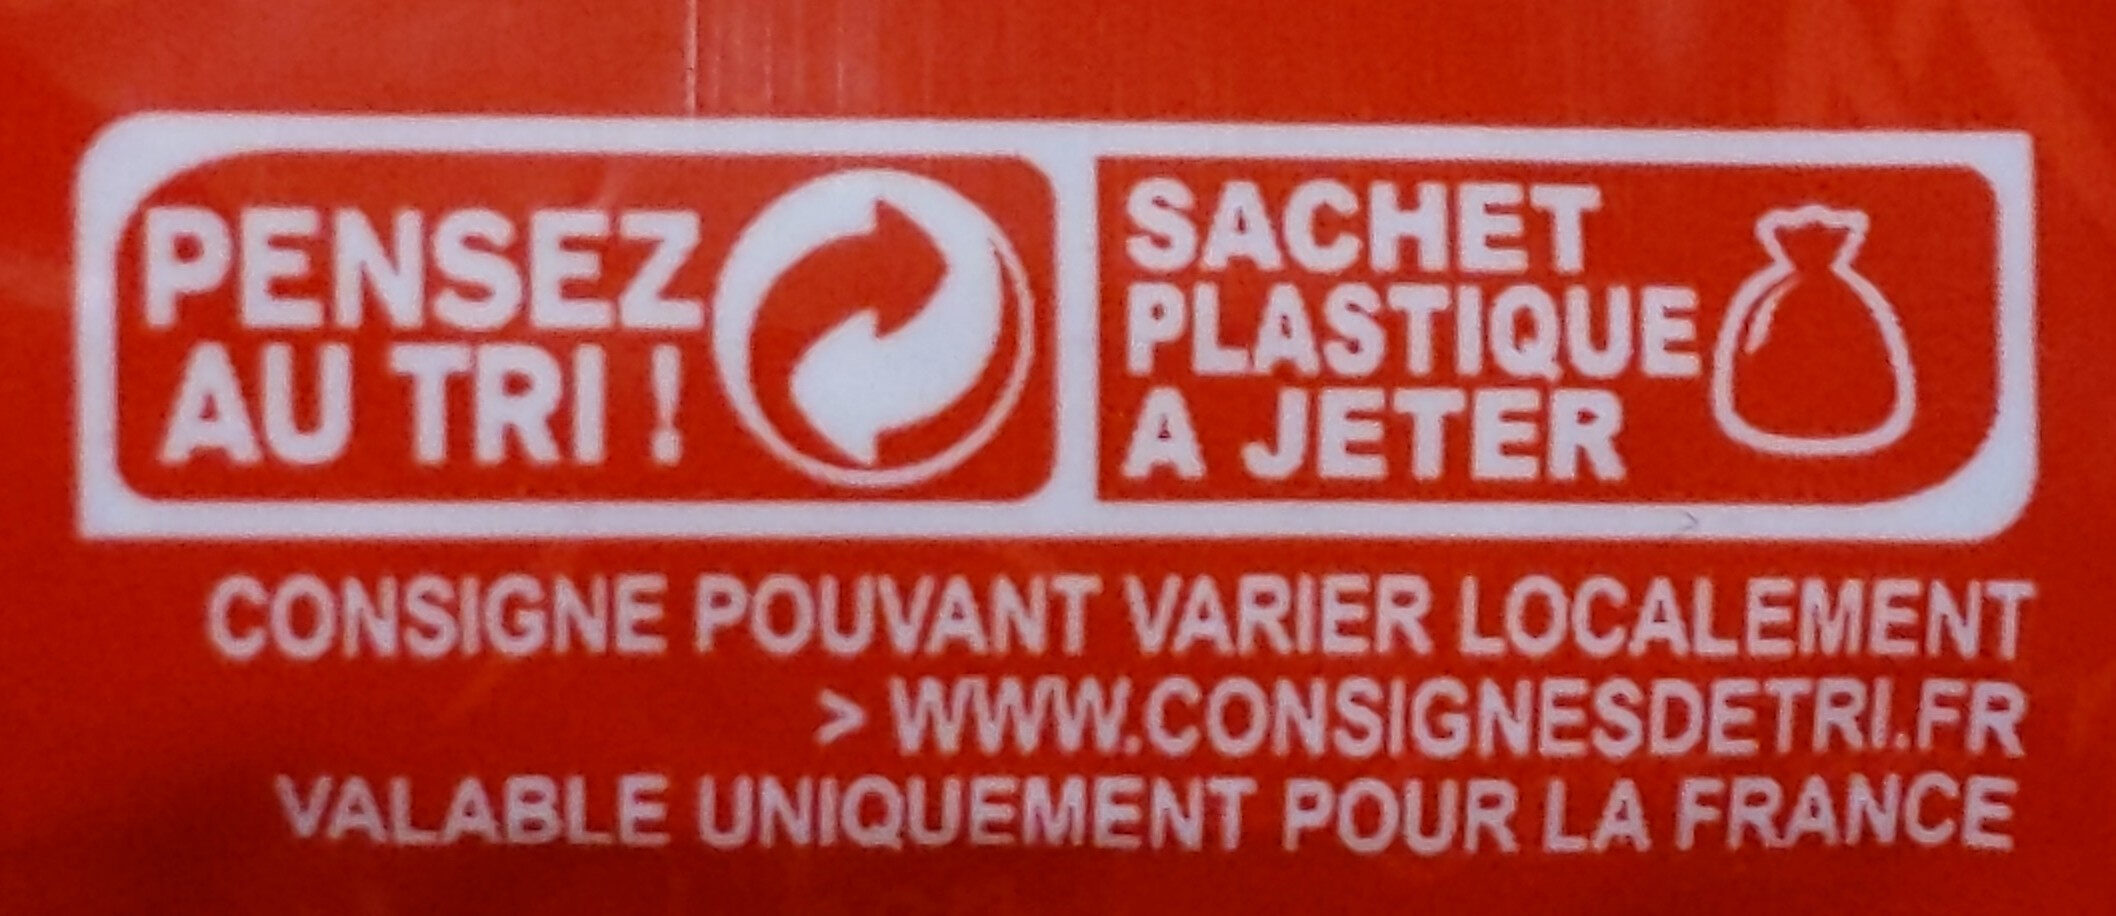 PENSEZ
AU TRI !
SACHET
PLASTIQUE
A JETER
CONSIGNE POUVANT VARIER LOCALEMENT
> WWW.CONSIGNESDETRI.FR
VALABLE UNIQUEMENT POUR LA FRANCE